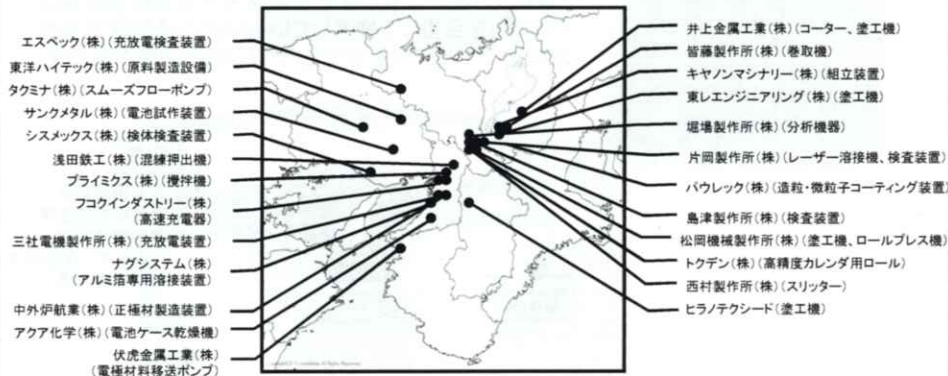 エスペック(株)(充放電検査装置)
東洋ハイテック(株)(原料製造設備)
タクミナ(株)(スムーズフローポンプ)
サンクメタル(株)(電池試作装置)
シスメックス(株)(検体検査装置)
浅田鉄工(株)(混練押出機)
プライミクス(株)(攪拌機)
フコクインダストリー(株)
(高速充電器)
三社電機製作所(株)(充放電装置)
ナグシステム(株)
(アルミ箔専用溶接装置)
中外炉航業(株)(正極材製造装置)
アクア化学(株)(電池ケース乾燥機)
伏虎金属工業(株)
(電極材料移送ポンプ)
井上金属工業(株)(コーター、塗工機)
皆藤製作所(株)(巻取機)
キヤノンマシナリー(株)(組立装置)
東レエンジニアリング(株)(塗工機)
堀場製作所(株)(分析機器)
片岡製作所(株)(レーザー溶接機、検査装置)
パウレック(株)(造粒・微粒子コーティング装置)
島津製作所(株)(検査装置)
松岡機械製作所(株)(塗工機、ロールプレス機)
トクデン(株)(高精度カレンダ用ロール)
西村製作所(株)(スリッター)
ヒラノテクシード(塗工機)